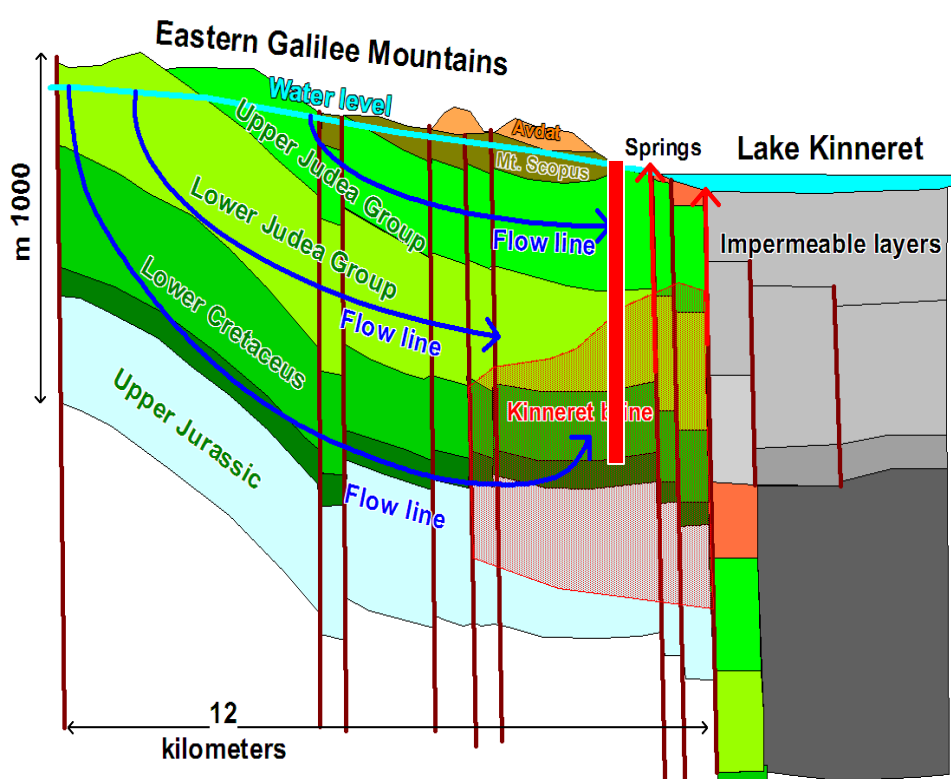 Eastern Galilee Mountains
Water level
Avdat
Mt. Scopus
Springs
Lake Kinneret
m 1000
Upper Judea Group
Flow line
Impermeable layers
Lower Judea Group
Flow line
Lower Cretaceus
Upper Jurassic
Kinneret b ine
Flow line
12
kilometers